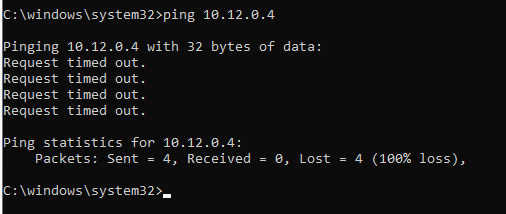 C:\windows\system32>ping 10.12.0.4
Pinging 10.12.0.4 with 32 bytes of data:
Request timed out.
Request timed out.
Request timed out.
Request timed out.
Ping statistics for 10.12.0.4:
    Packets: Sent = 4, Received = 0, Lost = 4 (100% loss),
C:\windows\system32>